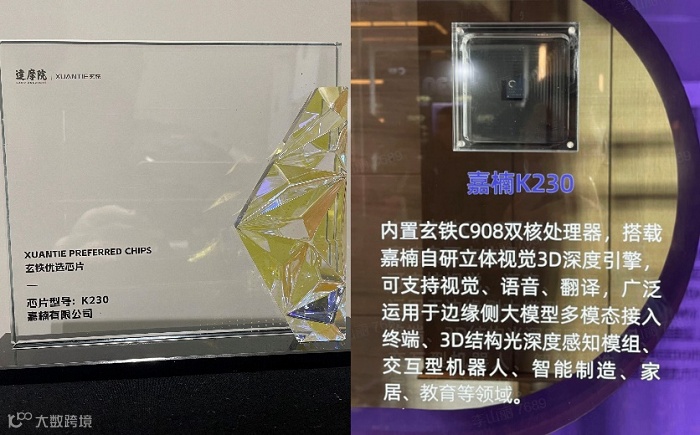 達摩院 | XUANTIE玄铁
XUANTIE PREFERRED CHIPS
玄铁优选芯片
芯片型号：K230
嘉楠有限公司
嘉楠K230
内置玄铁C908双核处理器，搭载
嘉楠自研立体视觉3D深度引擎，
可支持视觉、语音、翻译，广泛
运用于边缘侧大模型多模态接入
终端、3D结构光深度感知模组、
交互型机器人、智能制造、家
居、教育等领域。
大数跨境